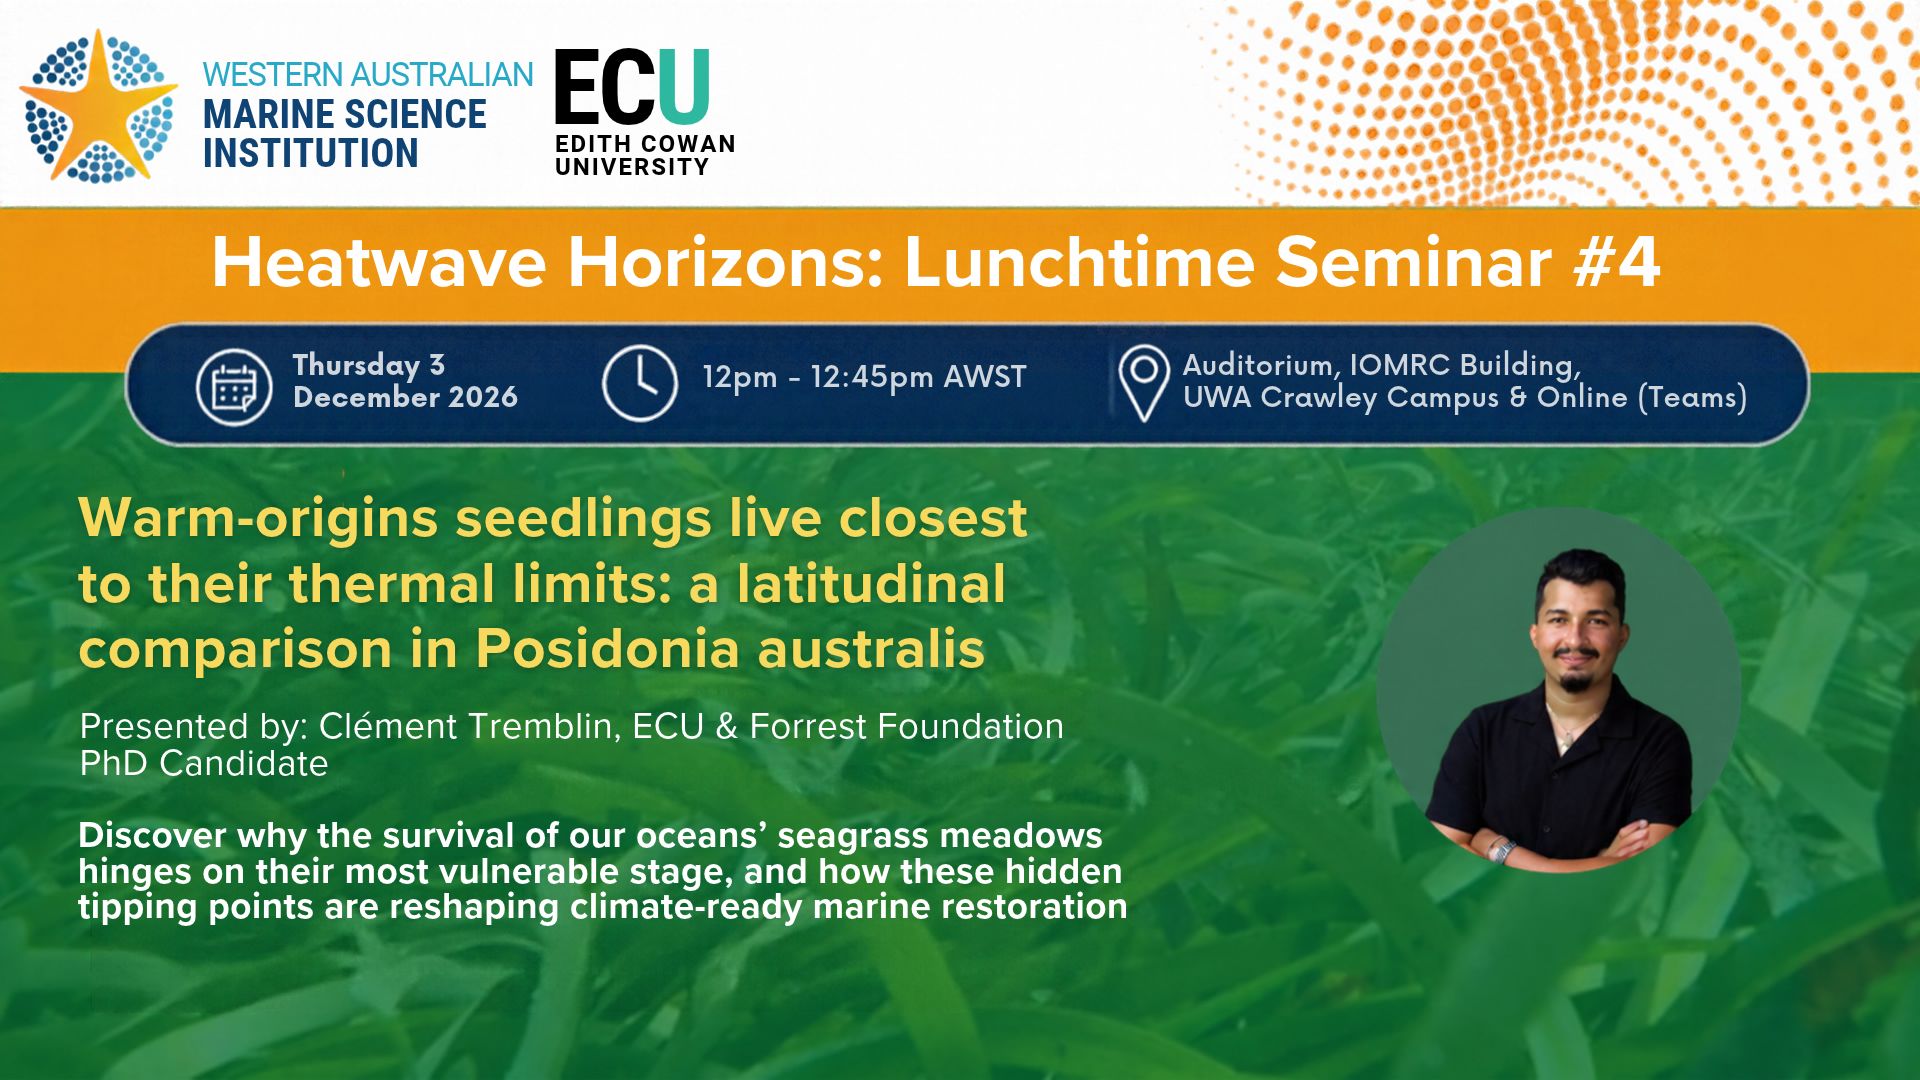 WESTERN AUSTRALIAN
MARINE SCIENCE
INSTITUTION
ECU
EDITH COWAN
UNIVERSITY
Heatwave Horizons: Lunchtime Seminar #4
Thursday 3
December 2026
12pm - 12:45pm AWST
Auditorium, IOMRC Building,
UWA Crawley Campus & Online (Teams)
Warm-origins seedlings live closest
to their thermal limits: a latitudinal
comparison in Posidonia australis
Presented by: Clément Tremblin, ECU & Forrest Foundation
PhD Candidate
Discover why the survival of our oceans’ seagrass meadows
hinges on their most vulnerable stage, and how these hidden
tipping points are reshaping climate-ready marine restoration